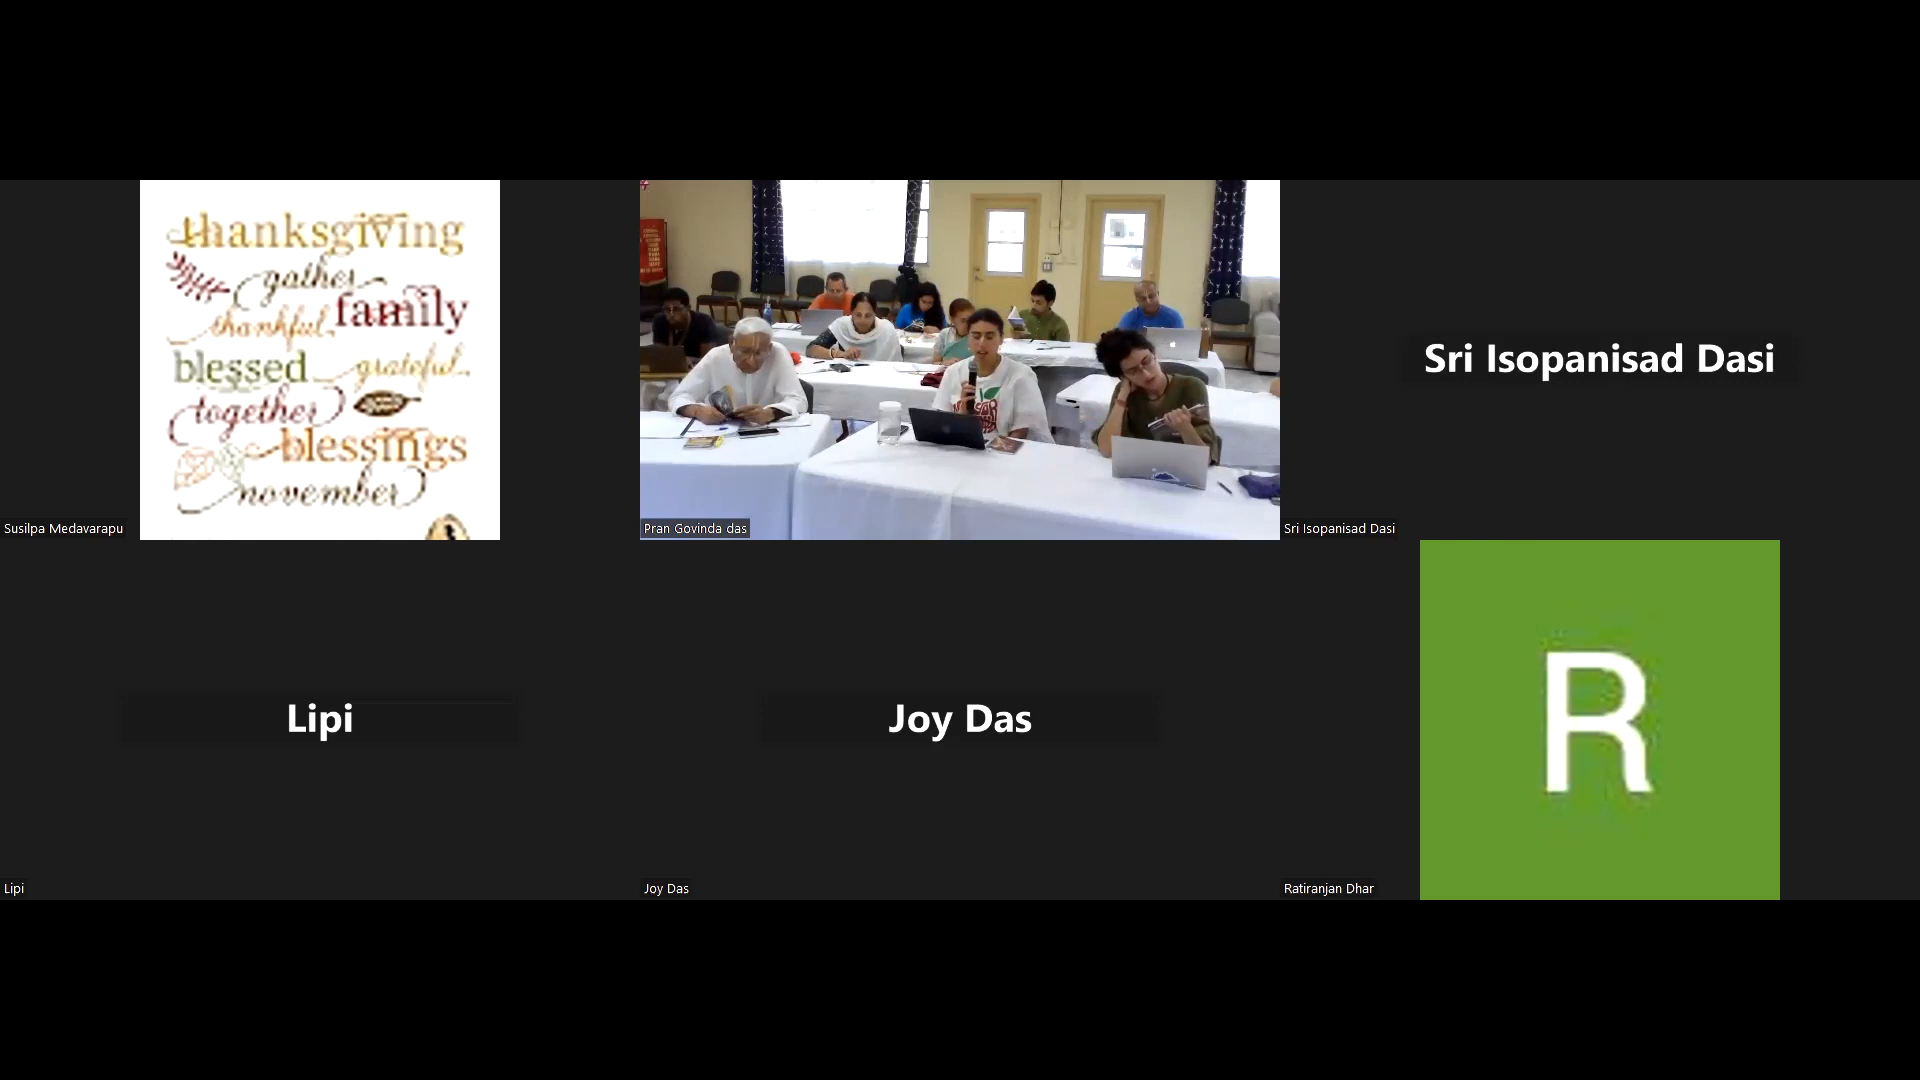 thanksgiving
gather
family
thankful
blessed
grateful
together
blessings
november
Susilpa Medavarapu
Pran Govinda das
Sri Isopanisad Dasi
Sri Isopanisad Dasi
Lipi
Lipi
Joy Das
Joy Das
R
Ratiranjan Dhar